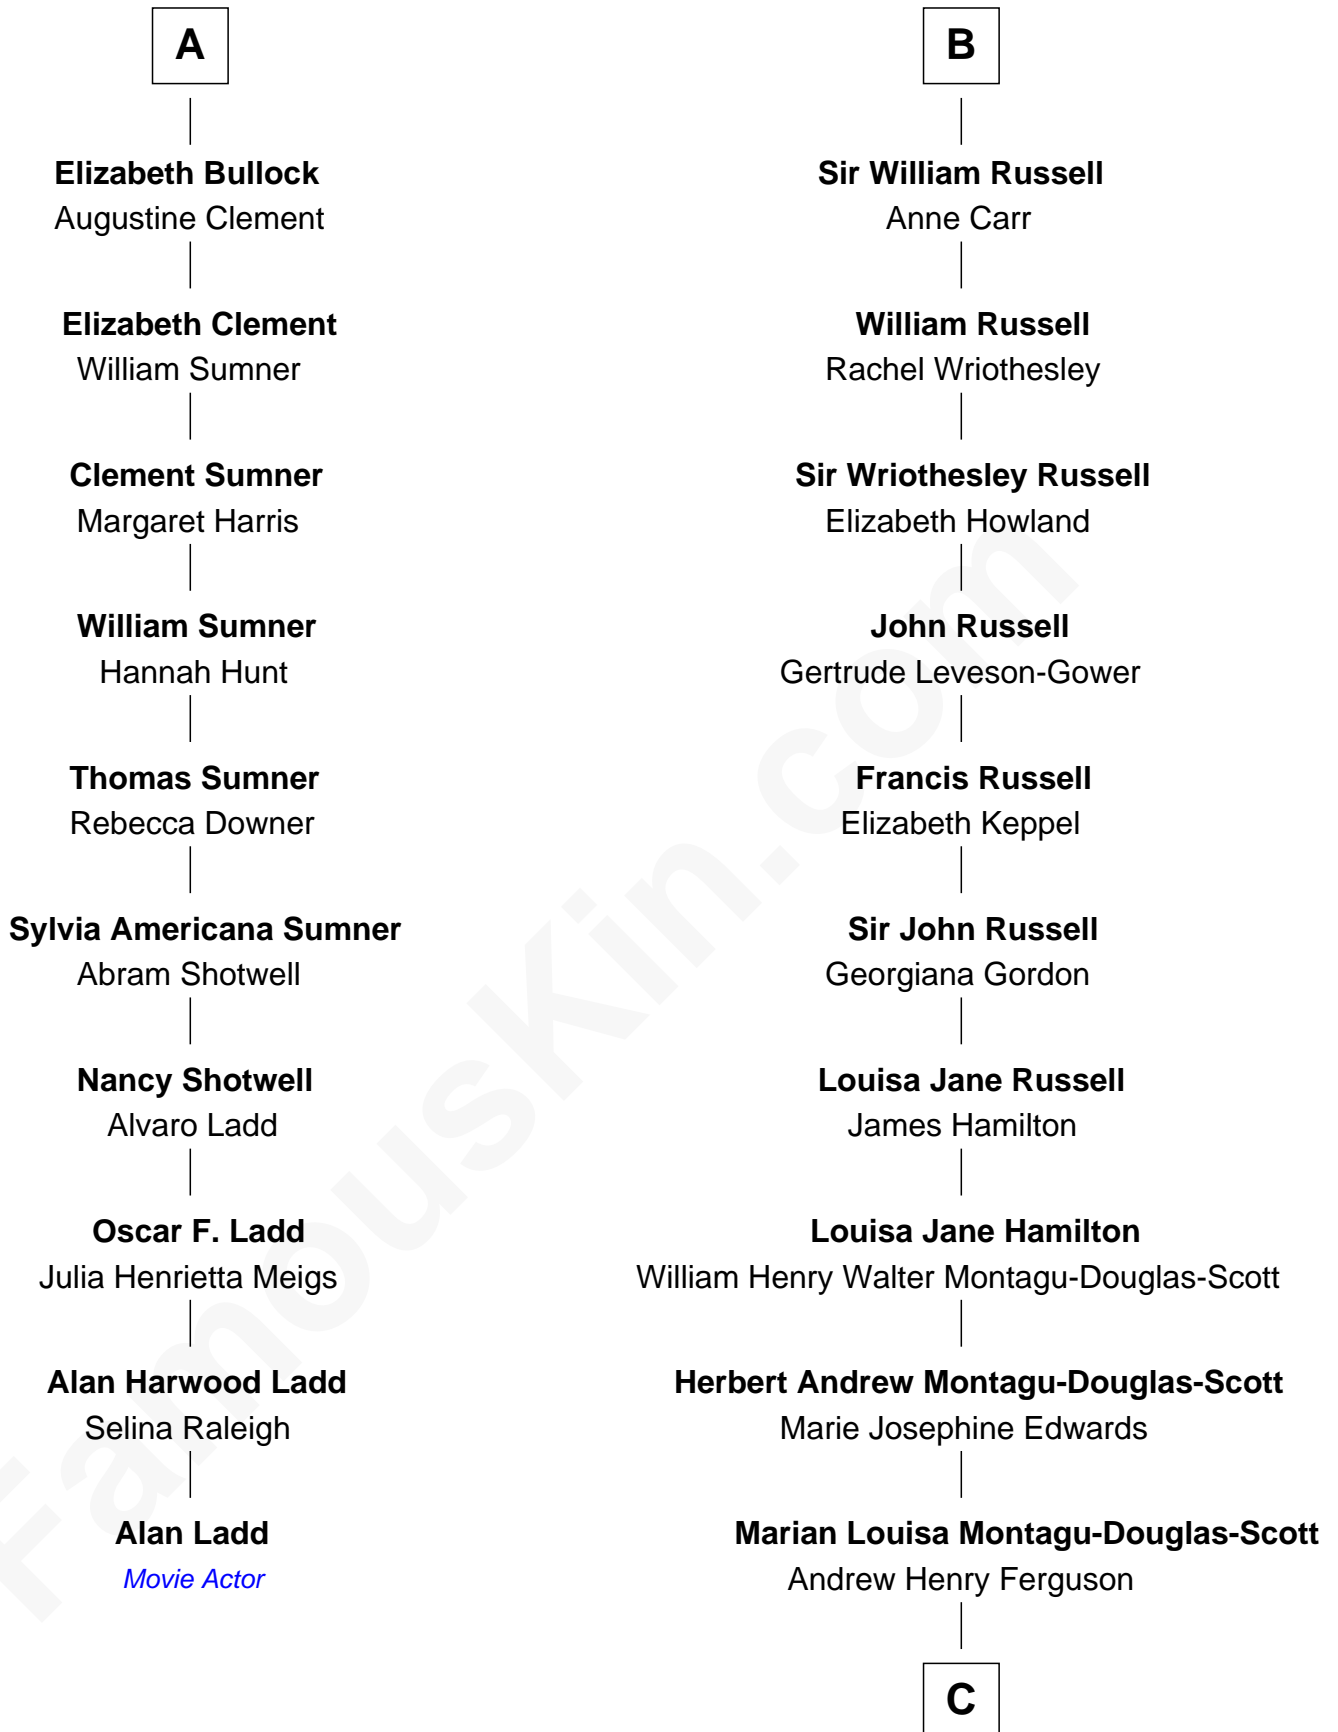 A
Elizabeth Bullock
Augustine Clement
Elizabeth Clement
William Sumner
Clement Sumner
Margaret Harris
William Sumner
Hannah Hunt
Thomas Sumner
Rebecca Downer
Sylvia Americana Sumner
Abram Shotwell
Nancy Shotwell
Alvaro Ladd
Oscar F. Ladd
Julia Henrietta Meigs
Alan Harwood Ladd
Selina Raleigh
Alan Ladd
Movie Actor
B
Sir William Russell
Anne Carr
William Russell
Rachel Wriothesley
Sir Wriothesley Russell
Elizabeth Howland
John Russell
Gertrude Leveson-Gower
Francis Russell
Elizabeth Keppel
Sir John Russell
Georgiana Gordon
Louisa Jane Russell
James Hamilton
Louisa Jane Hamilton
William Henry Walter Montagu-Douglas-Scott
Herbert Andrew Montagu-Douglas-Scott
Marie Josephine Edwards
Marian Louisa Montagu-Douglas-Scott
Andrew Henry Ferguson
C
FamousKin.com